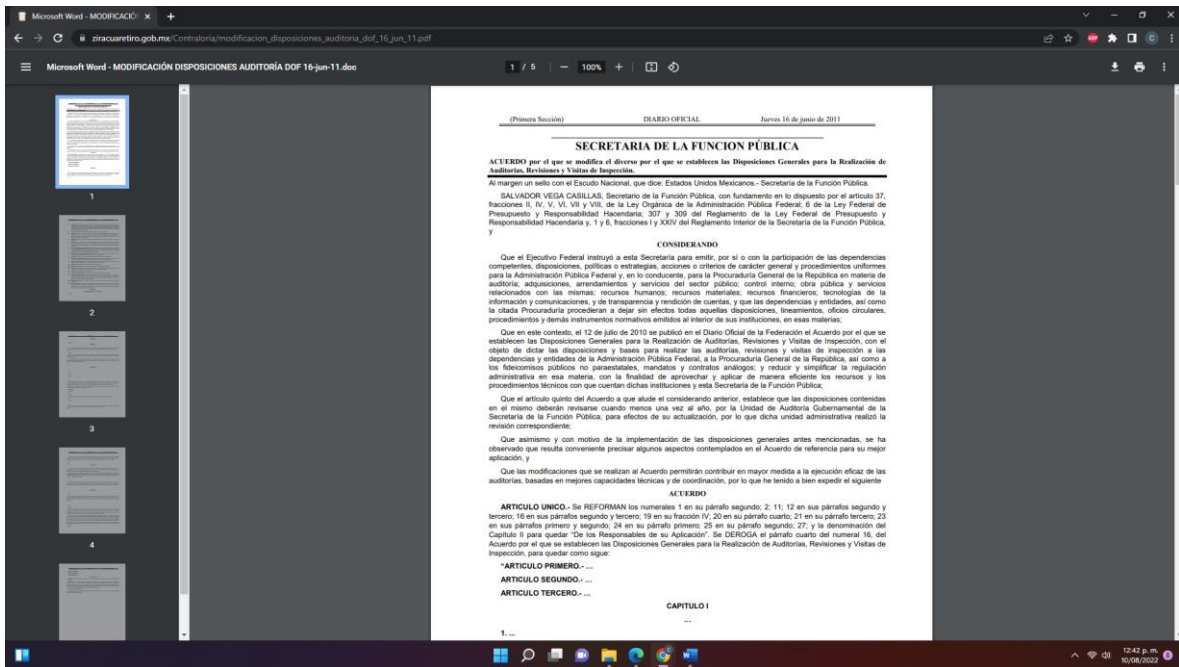 Microsoft Word - MODIFICACIÓ
ziracuaretiro.gob.mx/Contraloria/modificacion_disposiciones_auditoria_dof_16_jun_11.pdf
Microsoft Word - MODIFICACIÓN DISPOSICIONES AUDITORÍA DOF 16-jun-11.doc
1 / 5
100%
1
2
3
4
(Primera Sección) DIARIO OFICIAL Jueves 16 de junio de 2011
SECRETARIA DE LA FUNCION PÚBLICA
ACUERDO por el que se modifica el diverso por el que se establecen las Disposiciones Generales para la Realización de
Auditorías, Revisiones y Visitas de Inspección.
Al margen un sello con el Escudo Nacional, que dice: Estados Unidos Mexicanos.- Secretaría de la Función Pública.
SALVADOR VEGA CASILLAS, Secretario de la Función Pública, con fundamento en lo dispuesto por el artículo 37,
fracciones II, IV, V, VI, VII y VIII, de la Ley Orgánica de la Administración Pública Federal; 6 de la Ley Federal de
Presupuesto y Responsabilidad Hacendaria; 307 y 309 del Reglamento de la Ley Federal de Presupuesto y
Responsabilidad Hacendaria y, 1 y 6, fracciones I y XXIV del Reglamento Interior de la Secretaría de la Función Pública,
y
CONSIDERANDO
Que el Ejecutivo Federal instruyó a esta Secretaría para emitir, por sí o con la participación de las dependencias
competentes, disposiciones, políticas o estrategias, acciones o criterios de carácter general y procedimientos uniformes
para la Administración Pública Federal y, en lo conducente, para la Procuraduría General de la República en materia de
auditoría; adquisiciones, arrendamientos y servicios del sector público; control interno; obra pública y servicios
relacionados con las mismas; recursos humanos; recursos materiales; recursos financieros; tecnologías de la
información y comunicaciones, y de transparencia y rendición de cuentas, y que las dependencias y entidades, así como
la citada Procuraduría procedieran a dejar sin efectos todas aquellas disposiciones, lineamientos, oficios circulares,
procedimientos y demás instrumentos normativos emitidos al interior de sus instituciones, en esas materias;
Que en este contexto, el 12 de julio de 2010 se publicó en el Diario Oficial de la Federación el Acuerdo por el que se
establecen las Disposiciones Generales para la Realización de Auditorías, Revisiones y Visitas de Inspección, con el
objeto de dictar las disposiciones y bases para realizar las auditorías, revisiones y visitas de inspección a las
dependencias y entidades de la Administración Pública Federal, a la Procuraduría General de la República, así como a
los fideicomisos públicos no paraestatales, mandatos y contratos análogos; y reducir y simplificar la regulación
administrativa en esa materia, con la finalidad de aprovechar y aplicar de manera eficiente los recursos y los
procedimientos técnicos con que cuentan dichas instituciones y esta Secretaría de la Función Pública;
Que el artículo quinto del Acuerdo a que alude el considerando anterior, establece que las disposiciones contenidas
en el mismo deberán revisarse cuando menos una vez al año, por la Unidad de Auditoría Gubernamental de la
Secretaría de la Función Pública, para efectos de su actualización, por lo que dicha unidad administrativa realizó la
revisión correspondiente;
Que asimismo y con motivo de la implementación de las disposiciones generales antes mencionadas, se ha
observado que resulta conveniente precisar algunos aspectos contemplados en el Acuerdo de referencia para su mejor
aplicación, y
Que las modificaciones que se realizan al Acuerdo permitirán contribuir en mayor medida a la ejecución eficaz de las
auditorías, basadas en mejores capacidades técnicas y de coordinación, por lo que he tenido a bien expedir el siguiente
ACUERDO
ARTICULO UNICO.- Se REFORMAN los numerales 1 en su párrafo segundo; 2; 11; 12 en sus párrafos segundo y
tercero; 16 en sus párrafos segundo y tercero; 19 en su fracción IV; 20 en su párrafo cuarto; 21 en su párrafo tercero; 23
en sus párrafos primero y segundo; 24 en su párrafo primero; 25 en su párrafo segundo; 27; y la denominación del
Capítulo II para quedar "De los Responsables de su Aplicación". Se DEROGA el párrafo cuarto del numeral 16, del
Acuerdo por el que se establecen las Disposiciones Generales para la Realización de Auditorías, Revisiones y Visitas de
Inspección, para quedar como sigue:
"ARTICULO PRIMERO.- ...
ARTICULO SEGUNDO.- ...
ARTICULO TERCERO.- ...
CAPITULO I
...
1. ...
12:42 p. m.
10/08/2022